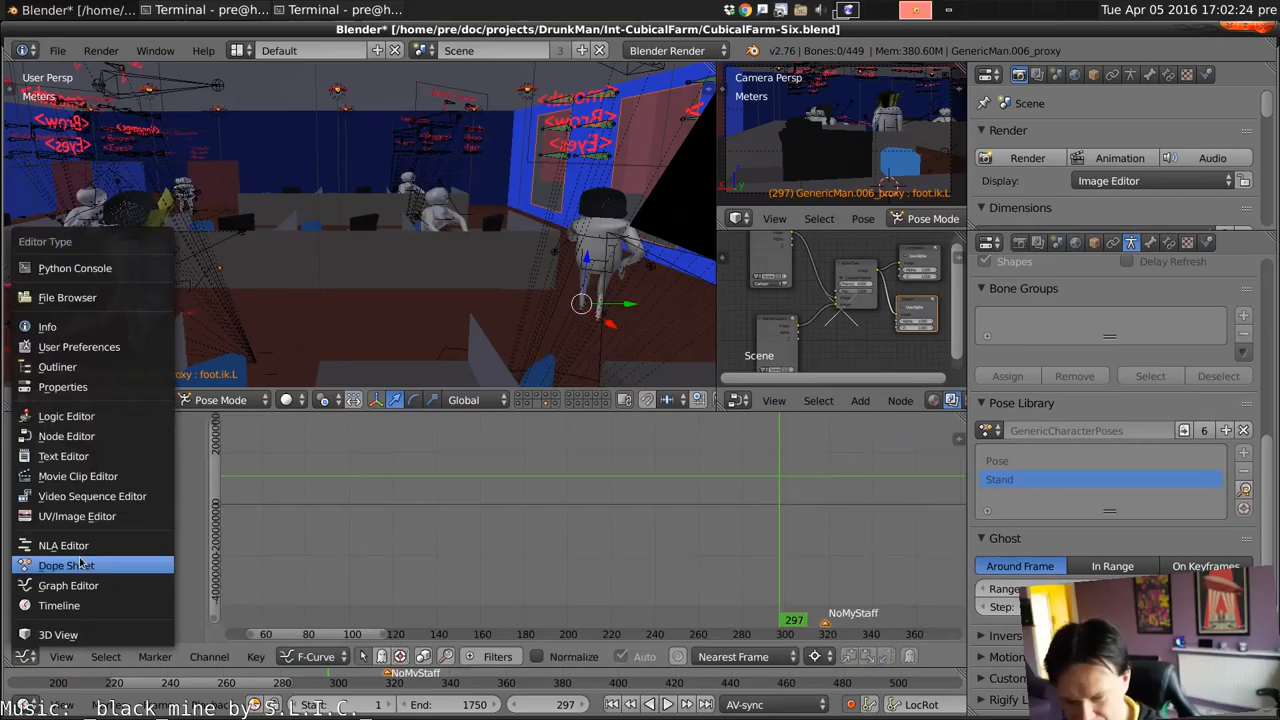 Blender*
Terminal - pre@h...
Terminal - pre@h...
Tue Apr 05 2016 17:02:24 pre
Blender* [/home/pre/doc/projects/DrunkMan/Int-CubicalFarm/CubicalFarm-Six.blend]
File Render Window Help Default Scene 3 Blender Render v2.76 | Bones:0/449 | Mem:380.60M | GenericMan.006_proxy
User Persp
Meters
<mouth>
<Brow>
<Eyes>
Camera Persp
Meters
(297) GenericMan.006_proxy : foot.ik.L
Select Pose Pose Mode
View
Scene
View Select Add Node
roxy : foot.ik.L
Pose Mode Global
Editor Type
Python Console
File Browser
Info
User Preferences
Outliner
Properties
Logic Editor
Node Editor
Text Editor
Movie Clip Editor
Video Sequence Editor
UV/Image Editor
NLA Editor
Dope Sheet
Graph Editor
Timeline
3D View
297
NoMyStaff
60 80 100 120 140 160 180 200 220 240 260 280 300 320 340 360
View Select Marker Channel Key F-Curve Filters Normalize Auto Nearest Frame
NoMyStaff
200 220 240 260 280 300 320 340 360 380 400 420 440 460 480 500
Start: 1 End: 1750 297 AV-sync LocRot
Music: _black_mine by S.L.I.C._
Scene
Render
Render Animation Audio
Display: Image Editor
Dimensions
Shapes Delay Refresh
Bone Groups
Assign Remove Select Deselect
Pose Library
GenericCharacterPoses 6
Pose
Stand
Ghost
Around Frame In Range On Keyframes
Range
Step:
Invers
Motion
Custom
Rigify L